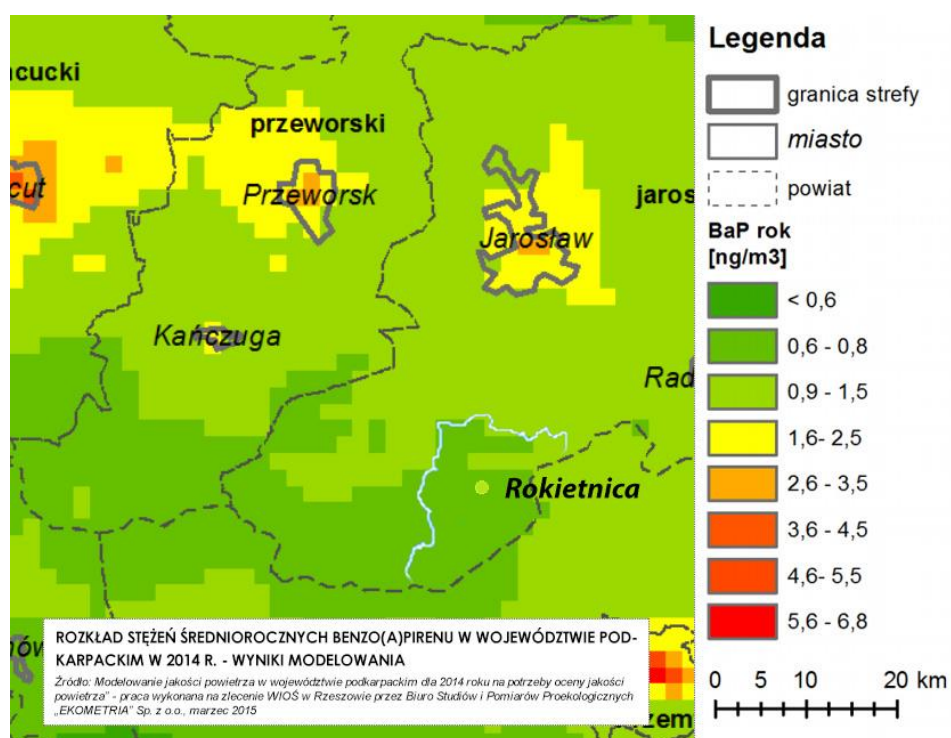 acucki
przeworski
Przeworsk
cut
jaros
Jarosław
Kańczuga
Rad
Rokietnica
ów
zem
ROZKŁAD STĘŻEŃ ŚREDNIOROCZNYCH BENZO(A)PIRENU W WOJEWÓDZTWIE POD-
KARPACKIM W 2014 R. - WYNIKI MODELOWANIA
Źródło: Modelowanie jakości powietrza w województwie podkarpackim dla 2014 roku na potrzeby oceny jakości
powietrza" - praca wykonana na zlecenie WIOŚ w Rzeszowie przez Biuro Studiów i Pomiarów Proekologicznych
„EKOMETRIA" Sp. z o.o., marzec 2015
Legenda
granica strefy
miasto
powiat
BaP rok
[ng/m3]
< 0,6
0,6 - 0,8
0,9 - 1,5
1,6- 2,5
2,6 - 3,5
3,6 - 4,5
4,6- 5,5
5,6 - 6,8
0 5 10 20 km